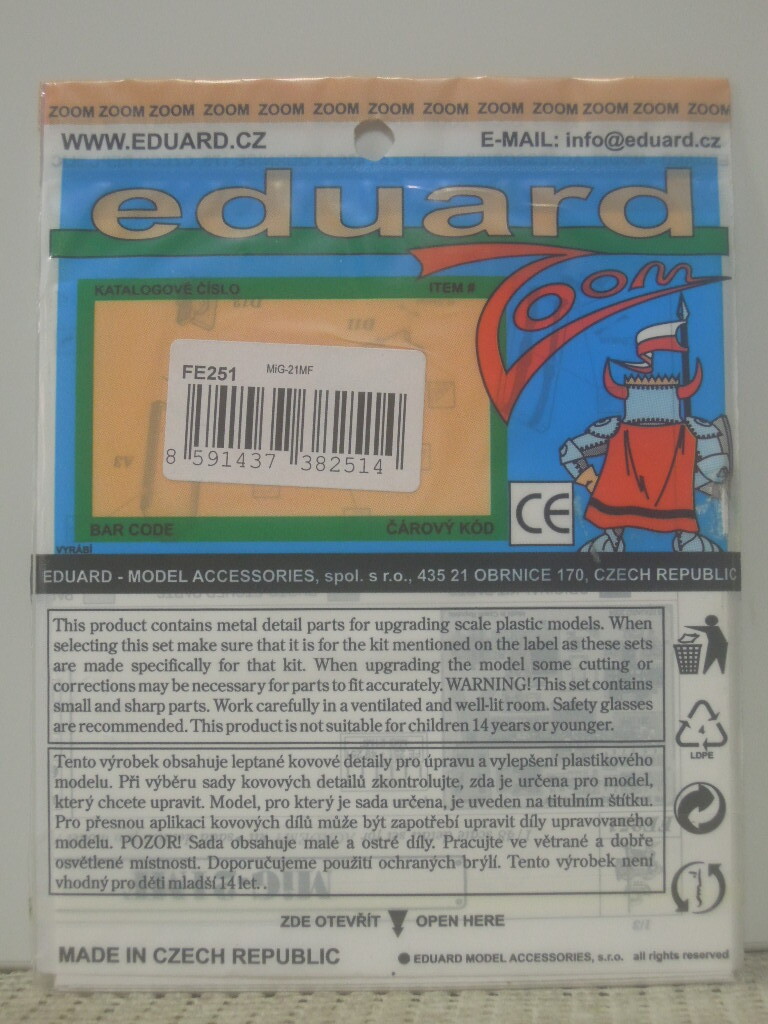 ZOOM ZOOM ZOOM ZOOM ZOOM ZOOM ZOOM ZOOM ZOOM ZOOM ZOOM ZOOM ZOOM
WWW.EDUARD.CZ E-MAIL: info@eduard.cz
eduard
Zoom
KATALOGOVÉ ČÍSLO ITEM #
FE251 MiG-21MF
8 591437 382514
BAR CODE ČÁROVÝ KÓD
CE
VYRÁBÍ
EDUARD - MODEL ACCESSORIES, spol. s r.o., 435 21 OBRNICE 170, CZECH REPUBLIC
This product contains metal detail parts for upgrading scale plastic models. When
selecting this set make sure that it is for the kit mentioned on the label as these sets
are made specifically for that kit. When upgrading the model some cutting or
corrections may be necessary for parts to fit accurately. WARNING! This set contains
small and sharp parts. Work carefully in a ventilated and well-lit room. Safety glasses
are recommended. This product is not suitable for children 14 years or younger.
4
LDPE
Tento výrobek obsahuje leptané kovové detaily pro úpravu a vylepšení plastikového
modelu. Při výběru sady kovových detailů zkontrolujte, zda je určena pro model,
který chcete upravit. Model, pro který je sada určena, je uveden na titulním štítku.
Pro přesnou aplikaci kovových dílů může být zapotřebí upravit díly upravovaného
modelu. POZOR! Sada obsahuje malé a ostré díly. Pracujte ve větrané a dobře
osvětlené místnosti. Doporučujeme použití ochraných brýlí. Tento výrobek není
vhodný pro děti mladší 14 let. .
ZDE OTEVŘÍT OPEN HERE
MADE IN CZECH REPUBLIC EDUARD MODEL ACCESSORIES, s.r.o. all rights reserved